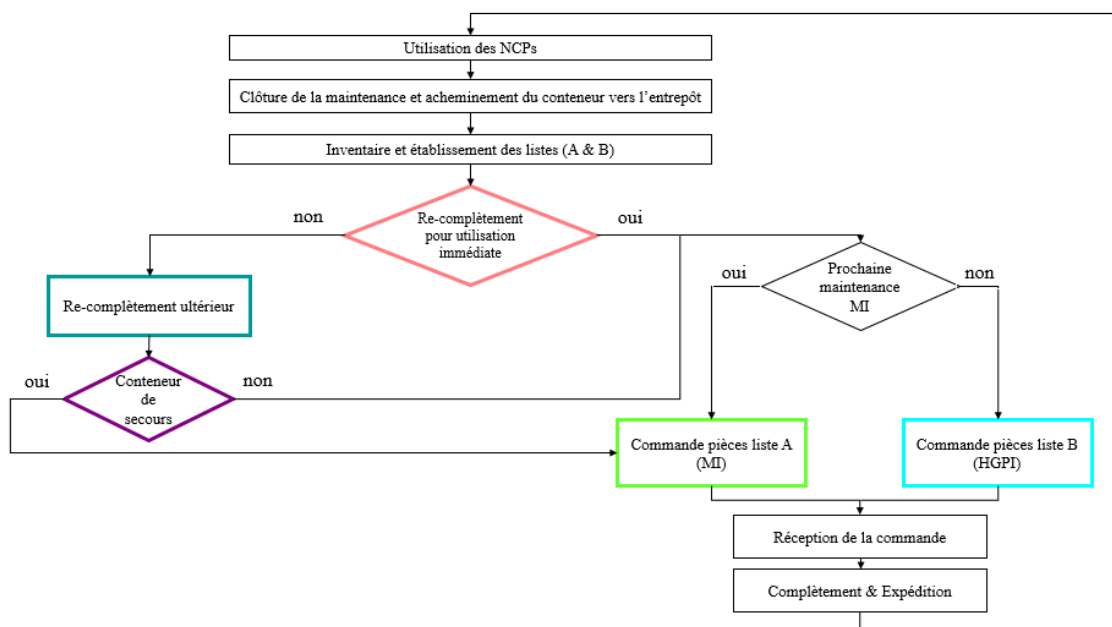 Utilisation des NCPs
Clôture de la maintenance et acheminement du conteneur vers l'entrepôt
Inventaire et établissement des listes (A & B)
non
Re-complètement
pour utilisation
immédiate
oui
oui
Prochaine
maintenance
MI
non
Re-complètement ultérieur
oui
Conteneur
de
secours
non
Commande pièces liste A
(MI)
Commande pièces liste B
(HGPI)
Réception de la commande
Complètement & Expédition